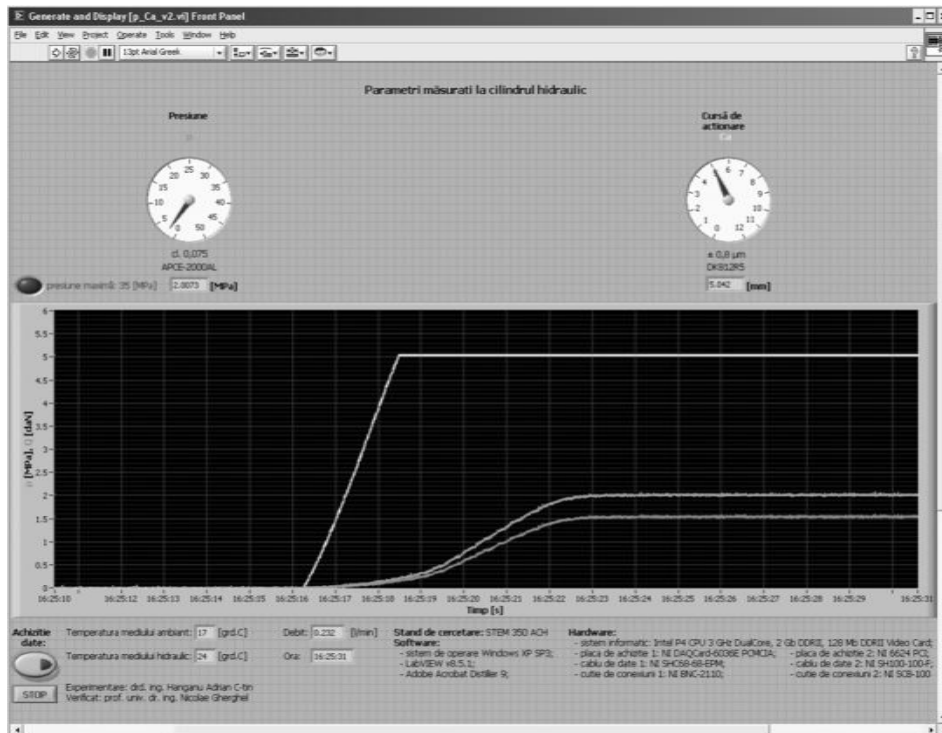 Generate and Display [p_Ca_v2.vi] Front Panel
File Edit View Project Operate Tools Window Help
13pt Arial Greek
Parametri măsurati la cilindrul hidraulic
Presiune
p
0 5 10 15 20 25 30 35 40 45 50
cl. 0,075
APCE-2000AL
presiune maximă: 35 [MPa] 2.0073 [MPa]
Cursă de
actionare
Ca
0 1 2 3 4 6 7 8 9 10 11 12
± 0,8 µm
DK812R5
5.042 [mm]
6
5.5
5
4.5
4
3.5
3
2.5
2
1.5
1
0.5
0
p [MPa], Q [daN]
16:25:10 16:25:12 16:25:13 16:25:14 16:25:15 16:25:16 16:25:17 16:25:18 16:25:19 16:25:20 16:25:21 16:25:22 16:25:23 16:25:24 16:25:25 16:25:26 16:25:27 16:25:28 16:25:29 16:25:31
Timp [s]
Achizitie
date:
STOP
Temperatura mediului ambiant: 17 [grd.C]
Temperatura mediului hidraulic: 24 [grd.C]
Debit: 0.232 [l/min]
Ora: 16:25:31
Experimentare: drd. ing. Hanganu Adrian C-tin
Verificat: prof. univ. dr. ing. Nicolae Gherghel
Stand de cercetare: STEM 350 ACH
Software:
- sistem de operare Windows XP SP3;
- LabVIEW v8.5.1;
- Adobe Acrobat Distiller 9;
Hardware:
- sistem informatic: Intel P4 CPU 3 GHz DualCore, 2 Gb DDRII, 128 Mb DDRII Video Card;
- placa de achizitie 1: NI DAQCard-6036E PCMCIA; - placa de achizitie 2: NI 6624 PCI;
- cablu de date 1: NI SHC68-68-EPM; - cablu de date 2: NI SH100-100-F;
- cutie de conexiuni 1: NI BNC-2110; - cutie de conexiuni 2: NI SCB-100